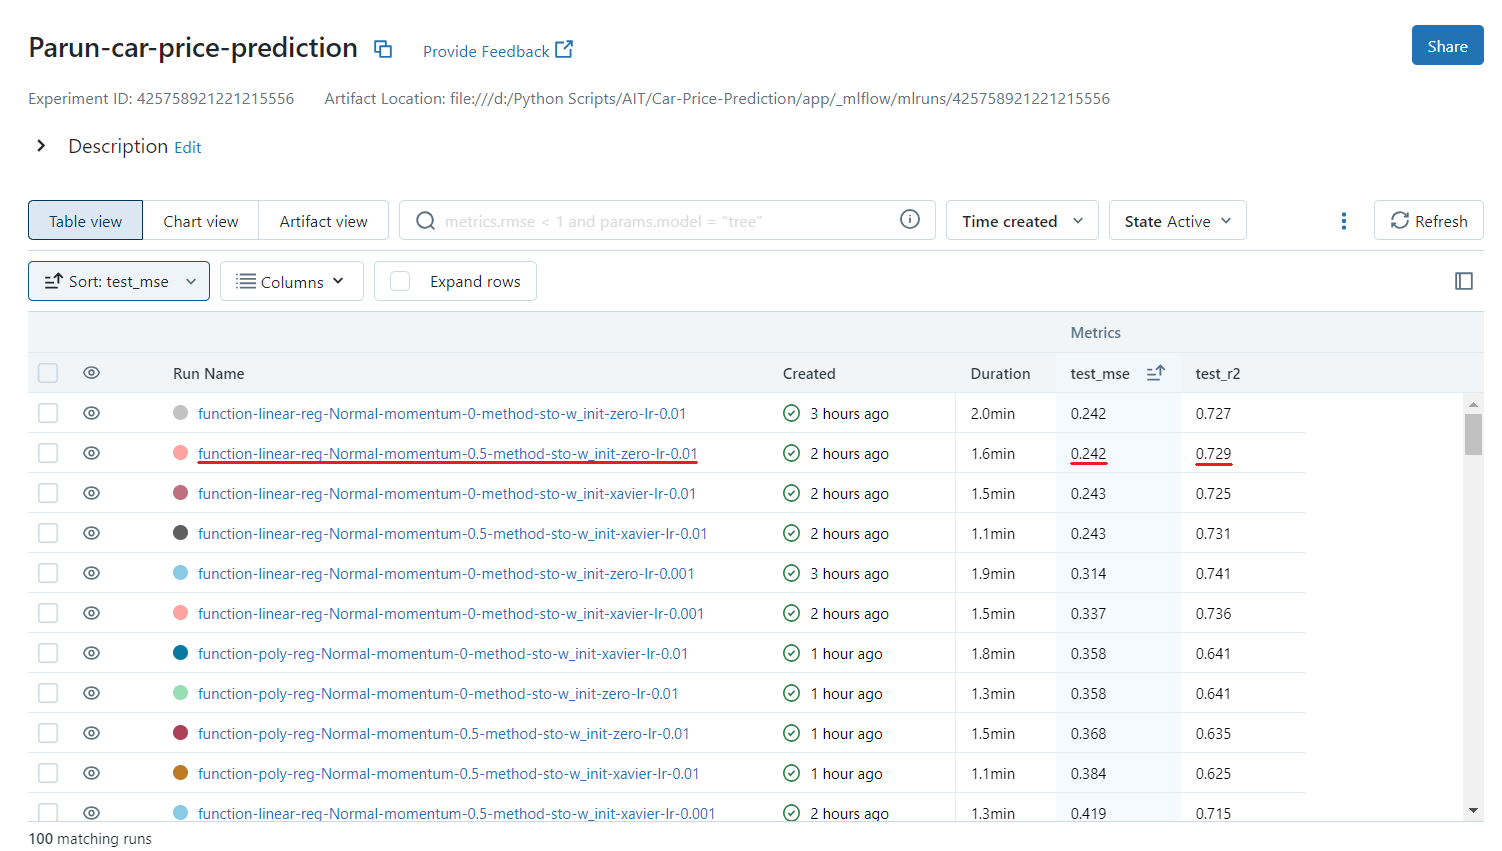 Parun-car-price-prediction Provide Feedback Share
Experiment ID: 425758921221215556 Artifact Location: file:///d:/Python Scripts/AIT/Car-Price-Prediction/app/_mlflow/mlruns/425758921221215556
Description Edit
Table view Chart view Artifact view metrics.rmse < 1 and params.model = "tree" Time created State Active Refresh
Sort: test_mse Columns Expand rows
Metrics
Run Name Created Duration test_mse test_r2
function-linear-reg-Normal-momentum-0-method-sto-w_init-zero-lr-0.01 3 hours ago 2.0min 0.242 0.727
function-linear-reg-Normal-momentum-0.5-method-sto-w_init-zero-lr-0.01 2 hours ago 1.6min 0.242 0.729
function-linear-reg-Normal-momentum-0-method-sto-w_init-xavier-lr-0.01 2 hours ago 1.5min 0.243 0.725
function-linear-reg-Normal-momentum-0.5-method-sto-w_init-xavier-lr-0.01 2 hours ago 1.1min 0.243 0.731
function-linear-reg-Normal-momentum-0-method-sto-w_init-zero-lr-0.001 3 hours ago 1.9min 0.314 0.741
function-linear-reg-Normal-momentum-0-method-sto-w_init-xavier-lr-0.001 2 hours ago 1.5min 0.337 0.736
function-poly-reg-Normal-momentum-0-method-sto-w_init-xavier-lr-0.01 1 hour ago 1.8min 0.358 0.641
function-poly-reg-Normal-momentum-0-method-sto-w_init-zero-lr-0.01 1 hour ago 1.3min 0.358 0.641
function-poly-reg-Normal-momentum-0.5-method-sto-w_init-zero-lr-0.01 1 hour ago 1.5min 0.368 0.635
function-poly-reg-Normal-momentum-0.5-method-sto-w_init-xavier-lr-0.01 1 hour ago 1.1min 0.384 0.625
function-linear-reg-Normal-momentum-0.5-method-sto-w_init-xavier-lr-0.001 2 hours ago 1.3min 0.419 0.715
100 matching runs